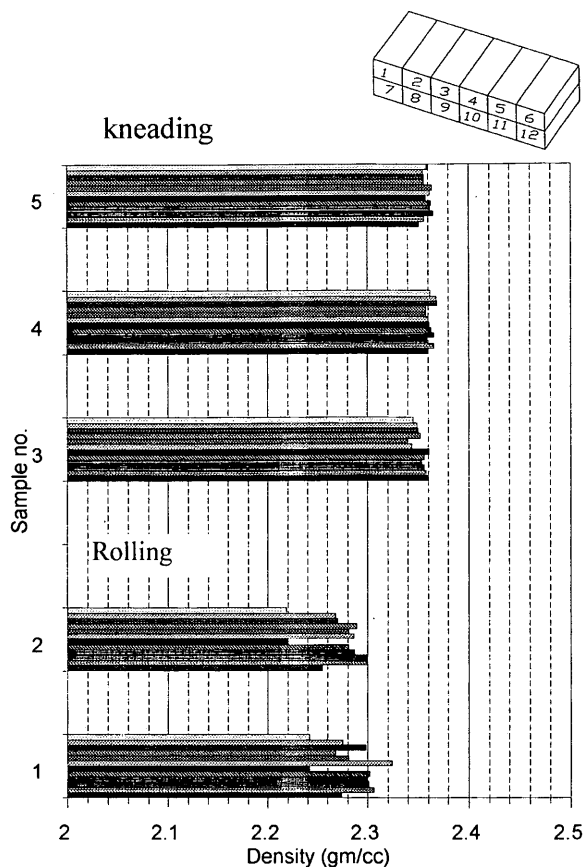 1 2 3 4 5 6
7 8 9 10 11 12
kneading
5
4
3
Rolling
2
1
Sample no.
2 2.1 2.2 2.3 2.4 2.5
Density (gm/cc)